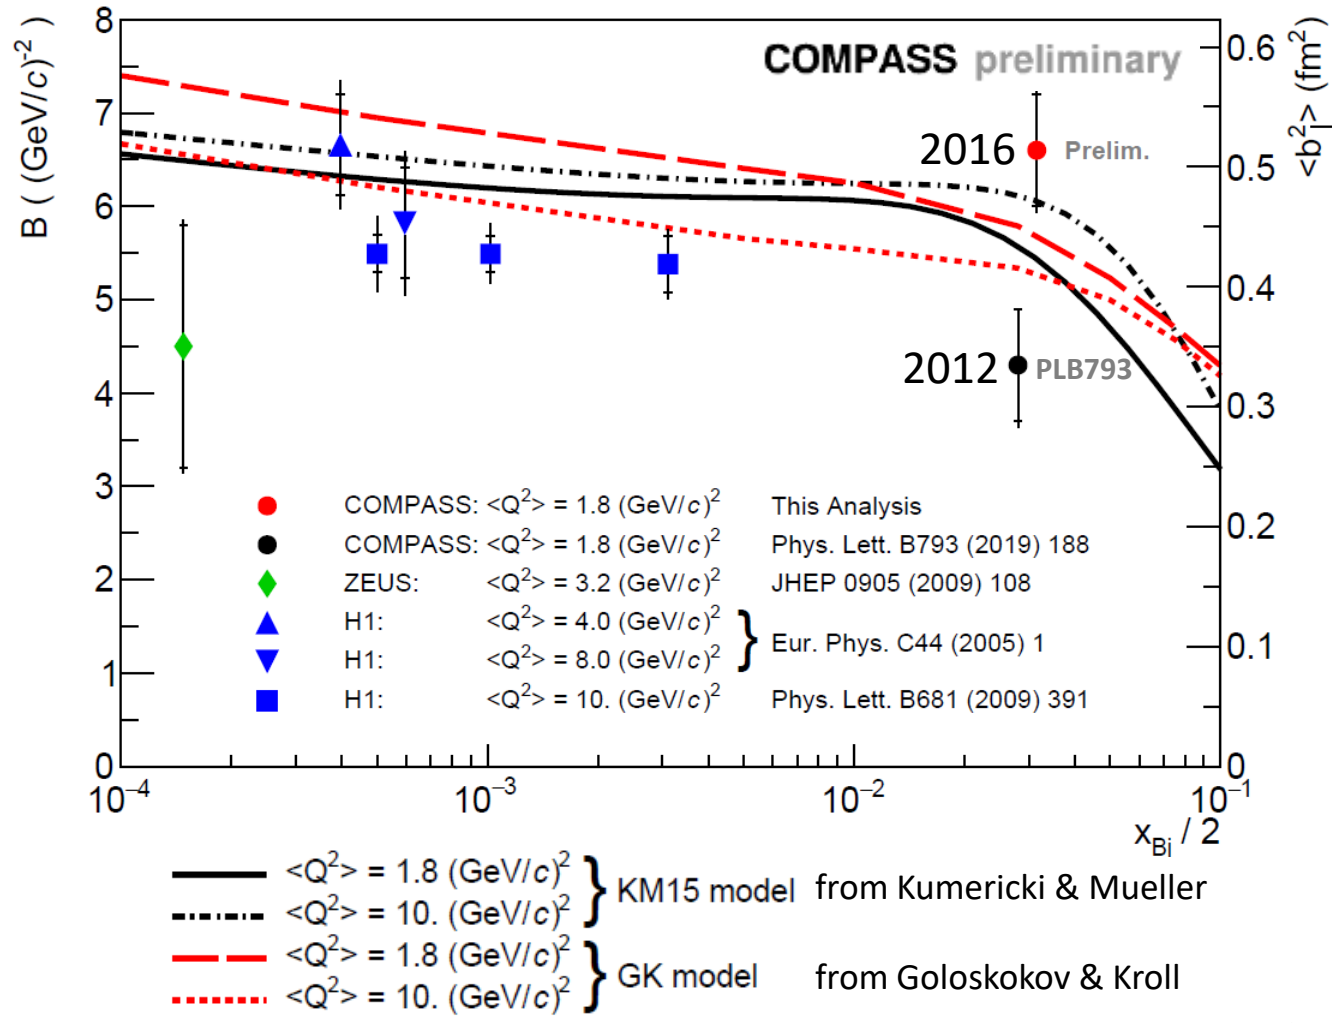 COMPASS preliminary
B ( (GeV/c)⁻²)
<b²⊥> (fm²)
8
7
6
5
4
3
2
1
0
0.6
0.5
0.4
0.3
0.2
0.1
0
2016 Prelim.
2012 PLB793
COMPASS: <Q²> = 1.8 (GeV/c)² This Analysis
COMPASS: <Q²> = 1.8 (GeV/c)² Phys. Lett. B793 (2019) 188
ZEUS: <Q²> = 3.2 (GeV/c)² JHEP 0905 (2009) 108
H1: <Q²> = 4.0 (GeV/c)²
H1: <Q²> = 8.0 (GeV/c)²
} Eur. Phys. C44 (2005) 1
H1: <Q²> = 10. (GeV/c)² Phys. Lett. B681 (2009) 391
10⁻⁴ 10⁻³ 10⁻² 10⁻¹
x_Bj / 2
<Q²> = 1.8 (GeV/c)²
<Q²> = 10. (GeV/c)²
} KM15 model from Kumericki & Mueller
<Q²> = 1.8 (GeV/c)²
<Q²> = 10. (GeV/c)²
} GK model from Goloskokov & Kroll